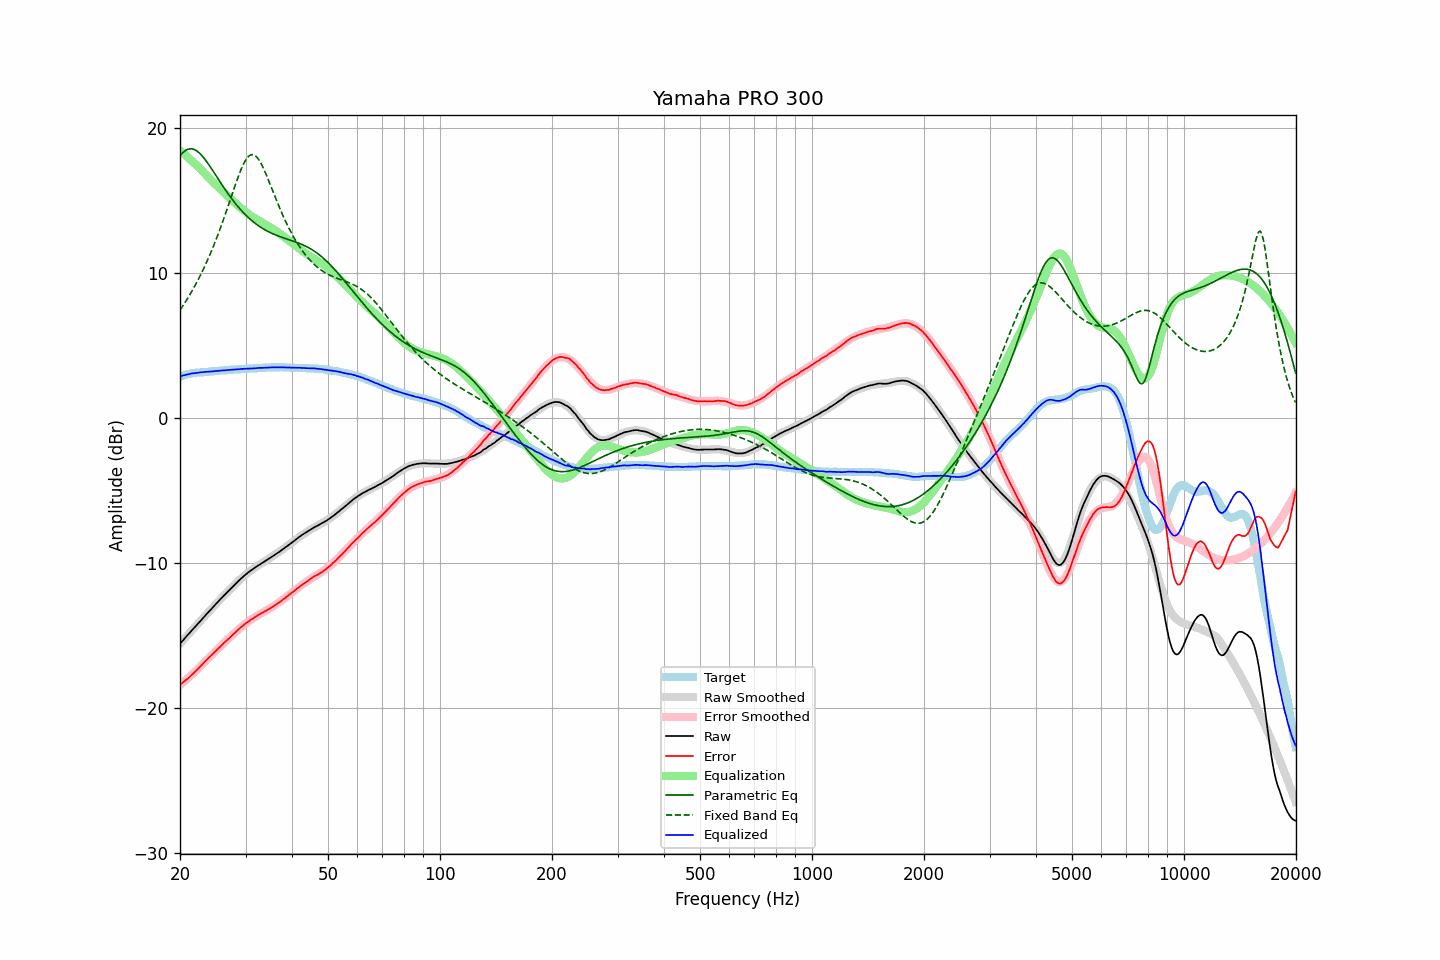 Yamaha PRO 300
Amplitude (dBr)
20
10
0
−10
−20
−30
Target
Raw Smoothed
Error Smoothed
Raw
Error
Equalization
Parametric Eq
Fixed Band Eq
Equalized
20 50 100 200 500 1000 2000 5000 10000 20000
Frequency (Hz)